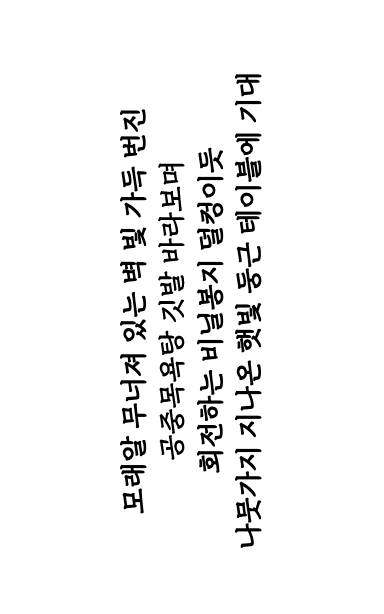 모래알 무너져 있는 벽 빛 가득 번진
공중목욕탕 깃발 바라보며
회전하는 비닐봉지 덜컹이듯
나뭇가지 지나온 햇빛 둥근 테이블에 기대